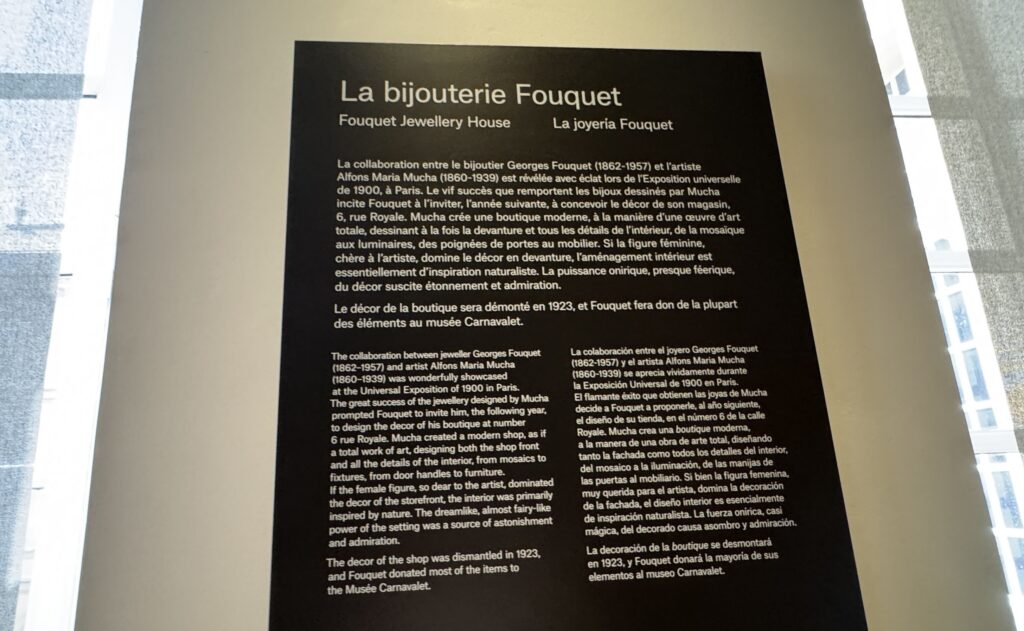 La bijouterie Fouquet
Fouquet Jewellery House
La joyería Fouquet
La collaboration entre le bijoutier Georges Fouquet (1862-1957) et l'artiste
Alfons Maria Mucha (1860-1939) est révélée avec éclat lors de l'Exposition universelle
de 1900, à Paris. Le vif succès que remportent les bijoux dessinés par Mucha
incite Fouquet à l'inviter, l'année suivante, à concevoir le décor de son magasin,
6, rue Royale. Mucha crée une boutique moderne, à la manière d'une œuvre d'art
totale, dessinant à la fois la devanture et tous les détails de l'intérieur, de la mosaïque
aux luminaires, des poignées de portes au mobilier. Si la figure féminine,
chère à l'artiste, domine le décor en devanture, l'aménagement intérieur est
essentiellement d'inspiration naturaliste. La puissance onirique, presque féerique,
du décor suscite étonnement et admiration.
Le décor de la boutique sera démonté en 1923, et Fouquet fera don de la plupart
des éléments au musée Carnavalet.
The collaboration between jeweller Georges Fouquet
(1862–1957) and artist Alfons Maria Mucha
(1860–1939) was wonderfully showcased
at the Universal Exposition of 1900 in Paris.
The great success of the jewellery designed by Mucha
prompted Fouquet to invite him, the following year,
to design the decor of his boutique at number
6 rue Royale. Mucha created a modern shop, as if
a total work of art, designing both the shop front
and all the details of the interior, from mosaics to
fixtures, from door handles to furniture.
If the female figure, so dear to the artist, dominated
the decor of the storefront, the interior was primarily
inspired by nature. The dreamlike, almost fairy-like
power of the setting was a source of astonishment
and admiration.
The decor of the shop was dismantled in 1923,
and Fouquet donated most of the items to
the Musée Carnavalet.
La colaboración entre el joyero Georges Fouquet
(1862-1957) y el artista Alfons Maria Mucha
(1860-1939) se aprecia vividamente durante
la Exposición Universal de 1900 en Paris.
El flamante éxito que obtienen las joyas de Mucha
decide a Fouquet a proponerle, al año siguiente,
el diseño de su tienda, en el número 6 de la calle
Royale. Mucha crea una boutique moderna,
a la manera de una obra de arte total, diseñando
tanto la fachada como todos los detalles del interior,
del mosaico a la iluminación, de las manijas de
las puertas al mobiliario. Si bien la figura femenina,
muy querida para el artista, domina la decoración
de la fachada, el diseño interior es esencialmente
de inspiración naturalista. La fuerza onírica, casi
mágica, del decorado causa asombro y admiración.
La decoración de la boutique se desmontará
en 1923, y Fouquet donará la mayoría de sus
elementos al museo Carnavalet.